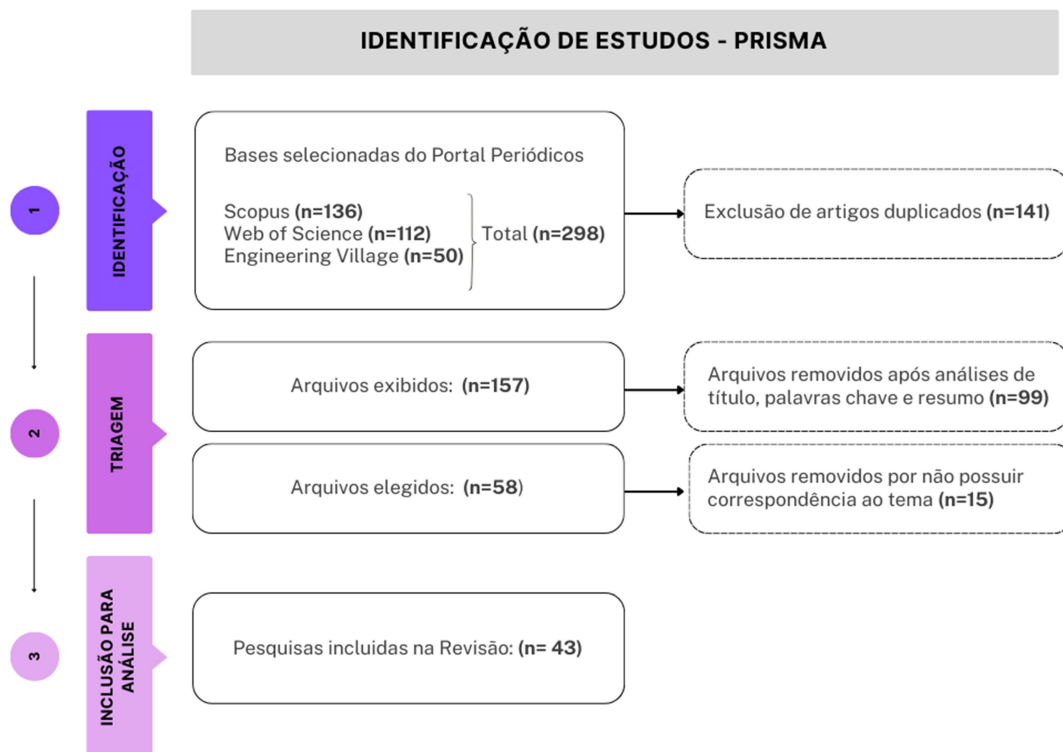 IDENTIFICAÇÃO DE ESTUDOS - PRISMA
1
IDENTIFICAÇÃO
Bases selecionadas do Portal Periódicos
Scopus (n=136)
Web of Science (n=112)
Engineering Village (n=50)
Total (n=298)
Exclusão de artigos duplicados (n=141)
2
TRIAGEM
Arquivos exibidos: (n=157)
Arquivos removidos após análises de
título, palavras chave e resumo (n=99)
Arquivos elegidos: (n=58)
Arquivos removidos por não possuir
correspondência ao tema (n=15)
3
INCLUSÃO PARA
ANÁLISE
Pesquisas incluidas na Revisão: (n= 43)